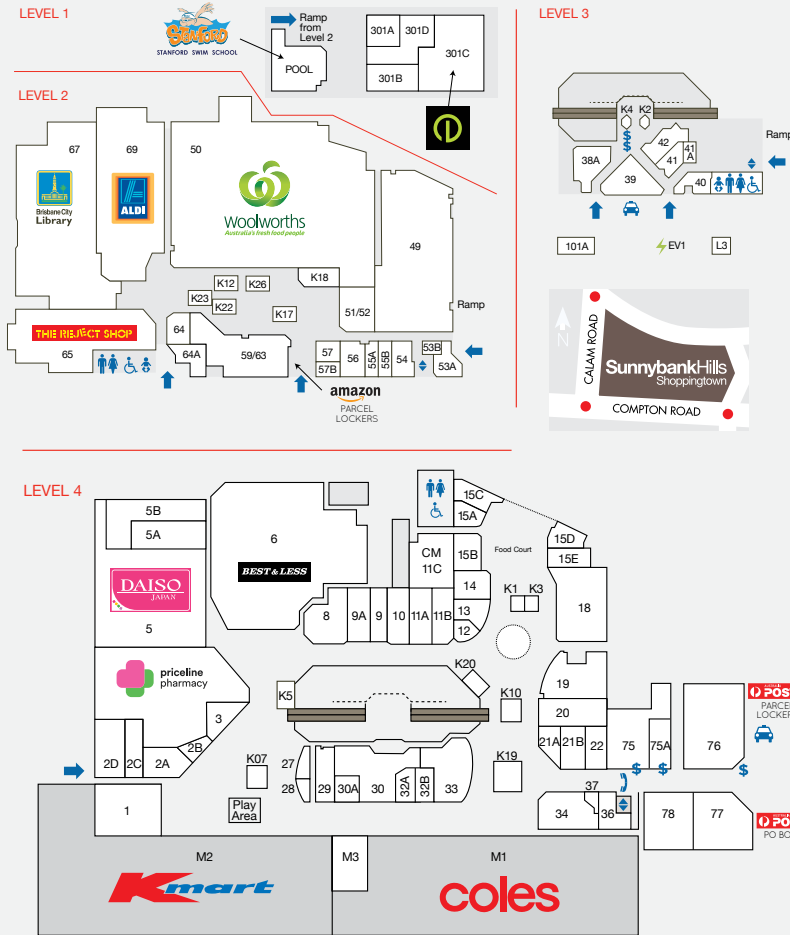 LEVEL 1
STANFORD
STANFORD SWIM SCHOOL
Ramp
from
Level 2
POOL
301A
301D
301C
301B
LEVEL 2
67
69
50
Brisbane City
Library
ALDI
Woolworths
Australia's fresh food people
49
K12
K26
K18
K23
K22
K17
51/52
Ramp
THE REJECT SHOP
65
64
64A
59/63
57
57B
56
55A
55B
54
53B
53A
amazon
PARCEL
LOCKERS
LEVEL 3
K4
K2
$
$
42
41
41
A
Ramp
38A
39
40
101A
EV1
L3
N
CALAM ROAD
SunnybankHills
Shoppingtown
COMPTON ROAD
LEVEL 4
5B
5A
DAISO
JAPAN
5
6
BEST & LESS
15C
15A
CM
11C
15B
Food Court
15D
15E
14
K1
K3
18
8
9A
9
10
11A
11B
13
12
priceline
pharmacy
3
2D
2C
2A
2B
K5
K20
K10
19
20
21A
21B
22
75
75A
76
$
$
$
POS
PARCE
LOCKER
K07
27
28
29
30A
30
32A
32B
33
K19
37
34
36
78
77
POS
PO BO
1
Play
Area
M2
Kmart
M3
M1
coles